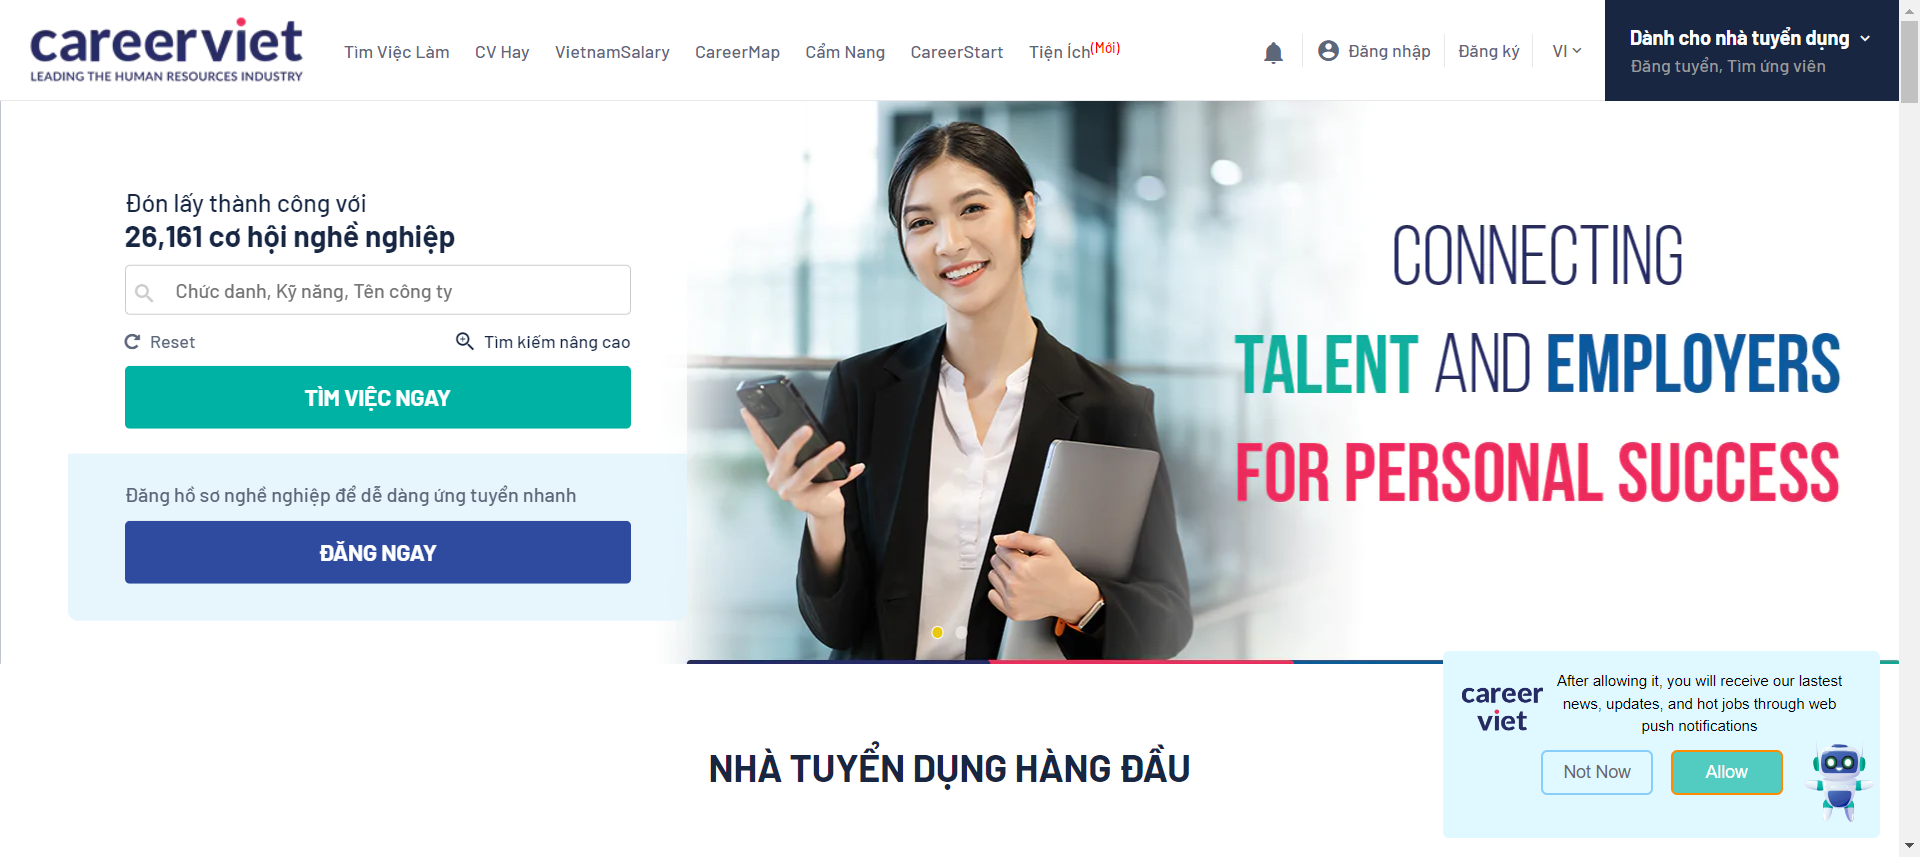 careerviet
LEADING THE HUMAN RESOURCES INDUSTRY
Tìm Việc Làm
CV Hay
VietnamSalary
CareerMap
Cẩm Nang
CareerStart
Tiện Ích(Mới)
Đăng nhập
Đăng ký
VI
Dành cho nhà tuyển dụng
Đăng tuyển, Tìm ứng viên
Đón lấy thành công với
26,161 cơ hội nghề nghiệp
Chức danh, Kỹ năng, Tên công ty
Reset
Tìm kiếm nâng cao
TÌM VIỆC NGAY
Đăng hồ sơ nghề nghiệp để dễ dàng ứng tuyển nhanh
ĐĂNG NGAY
CONNECTING
TALENT AND EMPLOYERS
FOR PERSONAL SUCCESS
NHÀ TUYỂN DỤNG HÀNG ĐẦU
career
viet
After allowing it, you will receive our lastest
news, updates, and hot jobs through web
push notifications
Not Now
Allow